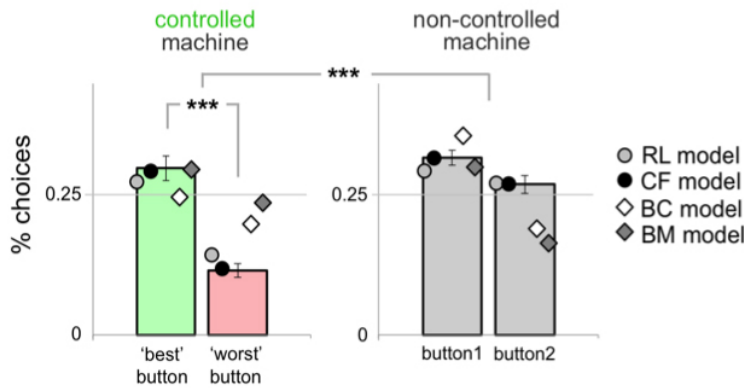 controlled
machine
non-controlled
machine
***
***
% choices
0.25
0
0.25
0
'best'
button
'worst'
button
button1
button2
RL model
CF model
BC model
BM model